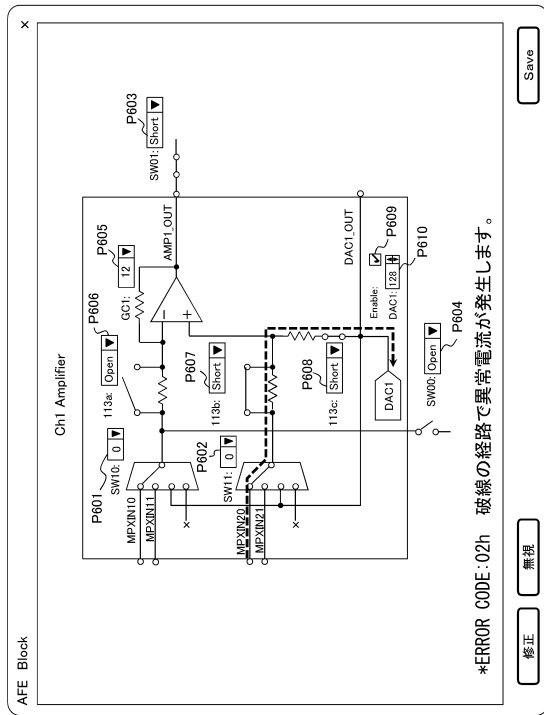 AFE Block
×
Ch1 Amplifier
P601
SW10: 0 ▼
P606
113a: Open ▼
P605
GC1: 12 ▼
P603
SW01: Short ▼
MPXIN10
MPXIN11
×
AMP1_OUT
P602
SW11: 0 ▼
P607
113b: Short ▼
MPXIN20
MPXIN21
×
P608
113c: Short ▼
DAC1
DAC1_OUT
Enable: P609
DAC1: 128 P610
SW00: Open ▼ P604
*ERROR CODE:02h 破線の経路で異常電流が発生します。
修正
無視
Save